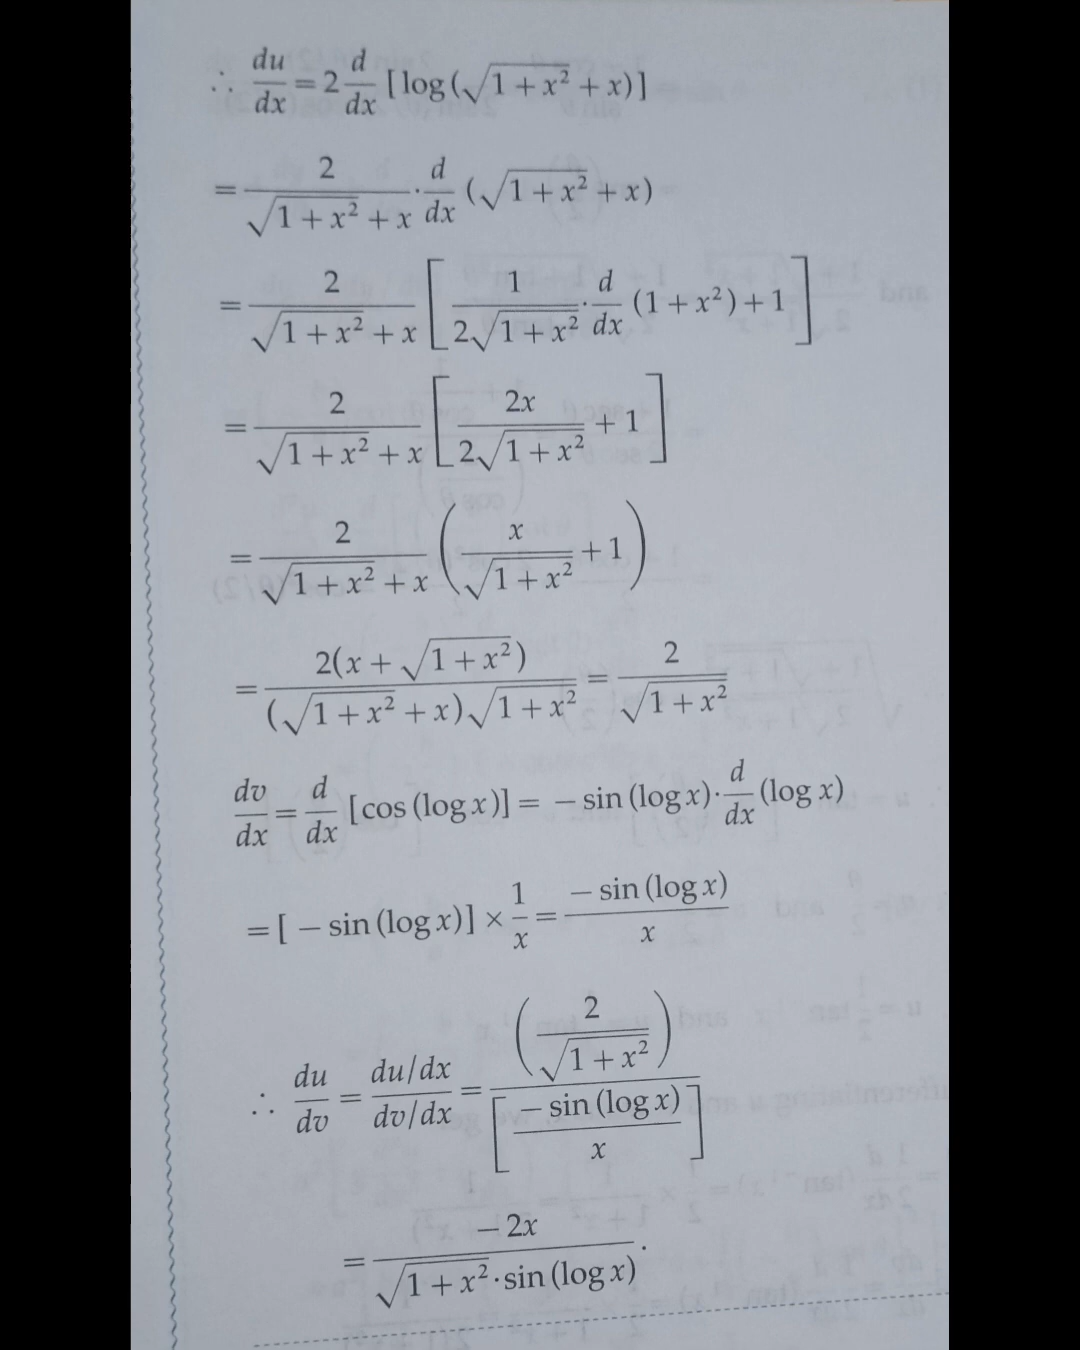 ∴ du/dx = 2 d/dx [log(√(1 + x²) + x)]
= 2/(√(1 + x²) + x) · d/dx (√(1 + x²) + x)
= 2/(√(1 + x²) + x) [1/(2√(1 + x²)) · d/dx (1 + x²) + 1]
= 2/(√(1 + x²) + x) [2x/(2√(1 + x²)) + 1]
= 2/(√(1 + x²) + x) (x/√(1 + x²) + 1)
= 2(x + √(1 + x²))/((√(1 + x²) + x)√(1 + x²)) = 2/√(1 + x²)
dv/dx = d/dx [cos (log x)] = − sin (log x) · d/dx (log x)
= [ − sin (log x)] × 1/x = − sin (log x)/x
∴ du/dv = (du/dx)/(dv/dx) = (2/√(1 + x²))/[− sin (log x)/x]
= − 2x/(√(1 + x²) · sin (log x)).